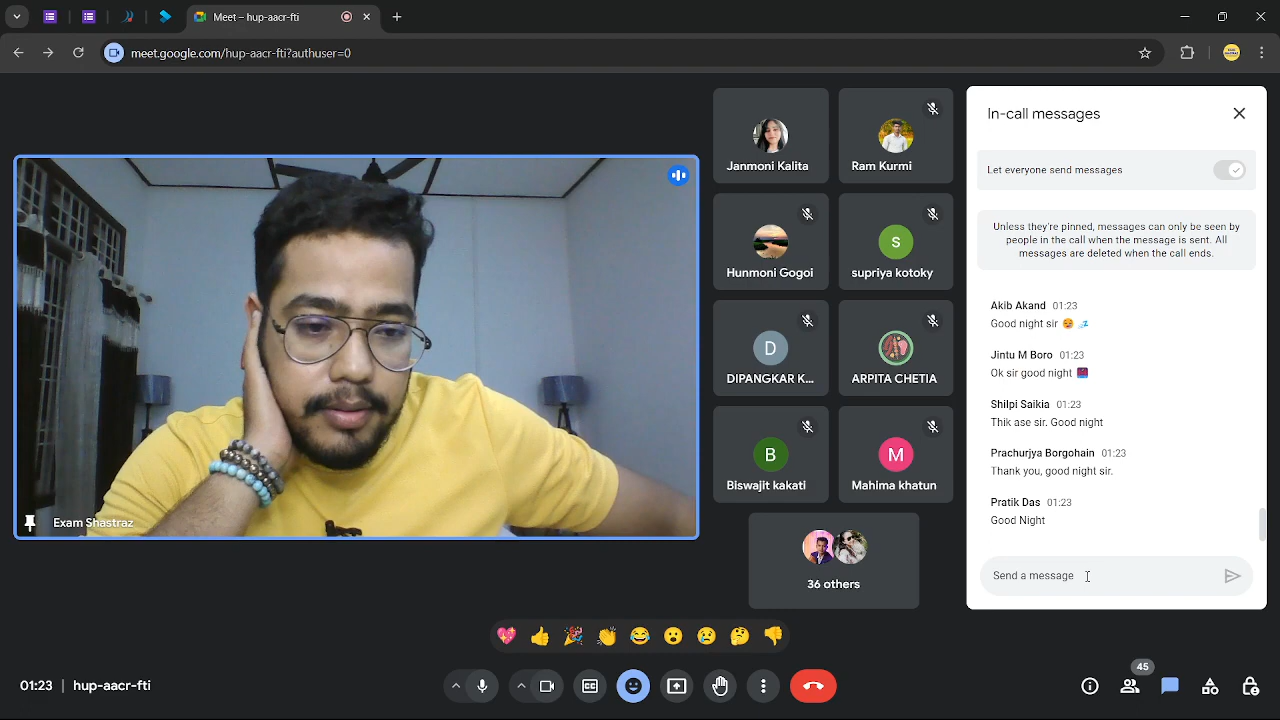 Meet – hup-aacr-fti
meet.google.com/hup-aacr-fti?authuser=0
Exam Shastraz
Janmoni Kalita
Ram Kurmi
Hunmoni Gogoi
s
supriya kotoky
D
DIPANGKAR K...
ARPITA CHETIA
B
Biswajit kakati
M
Mahima khatun
36 others
In-call messages
Let everyone send messages
Unless they're pinned, messages can only be seen by
people in the call when the message is sent. All
messages are deleted when the call ends.
Akib Akand 01:23
Good night sir 🥰 💤
Jintu M Boro 01:23
Ok sir good night 🌆
Shilpi Saikia 01:23
Thik ase sir. Good night
Prachurjya Borgohain 01:23
Thank you, good night sir.
Pratik Das 01:23
Good Night
Send a message
01:23 | hup-aacr-fti
45